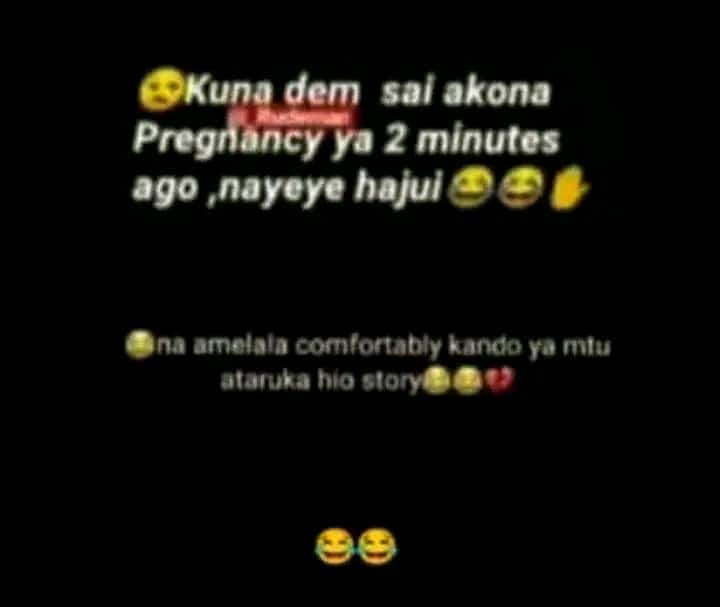 😥Kuna dem sai akona
Rudeman
Pregnancy ya 2 minutes
ago ,nayeye hajui😂😂✋
😂na amelala comfortably kando ya mtu
ataruka hio story😂😂💔
😂😂